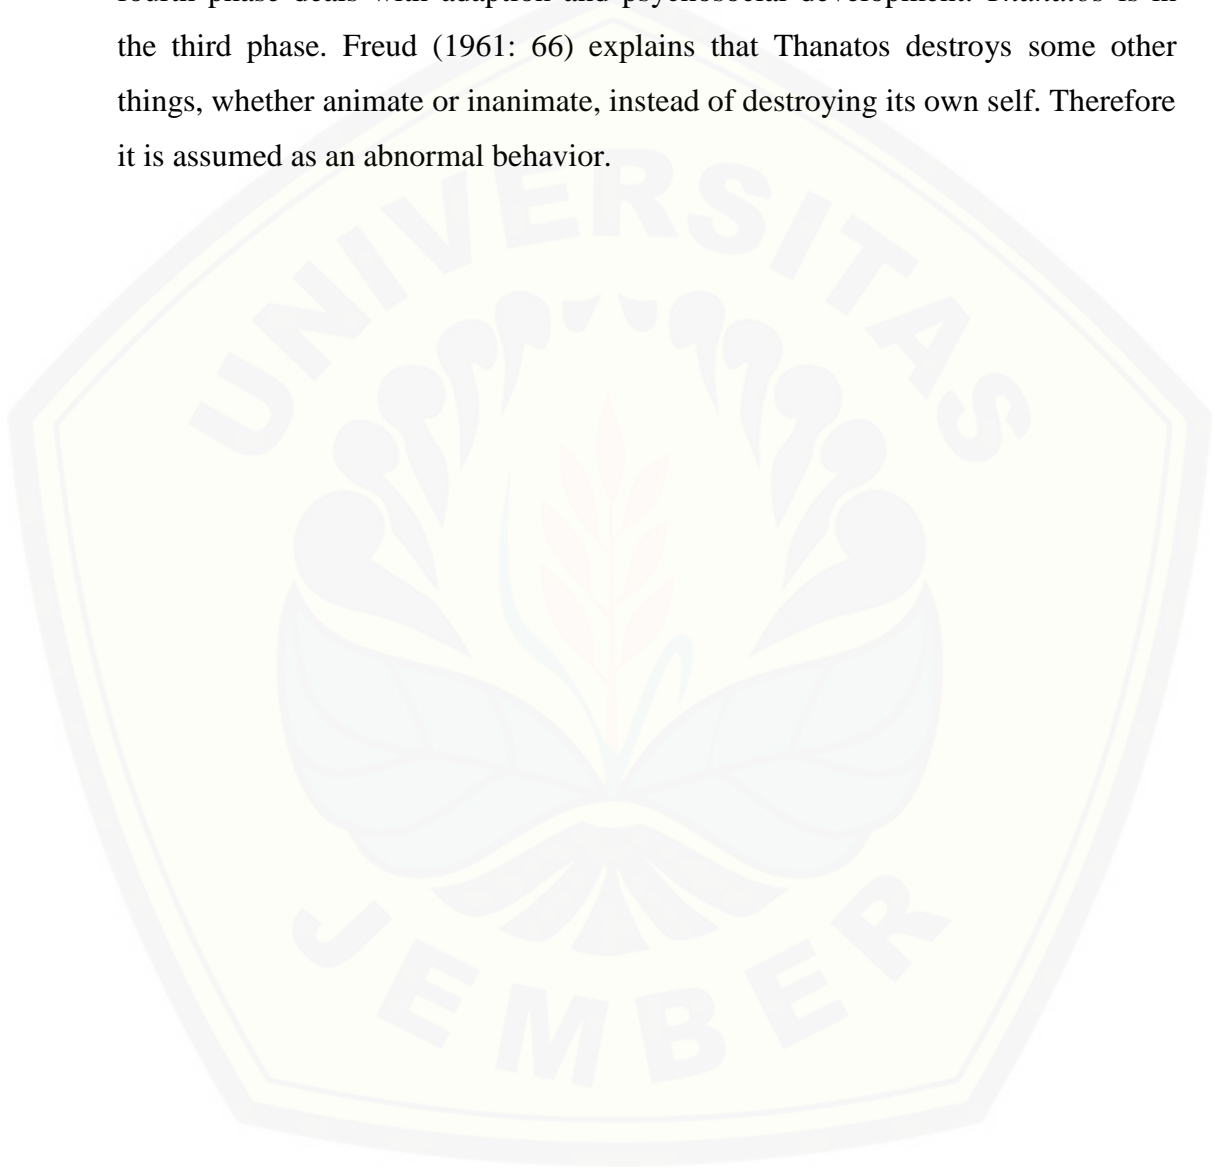 fourth phase deals with adaption and psychosocial development. Thanatos is in
the third phase. Freud (1961: 66) explains that Thanatos destroys some other
things, whether animate or inanimate, instead of destroying its own self. Therefore
it is assumed as an abnormal behavior.
UNIVERSITAS
JEMBER